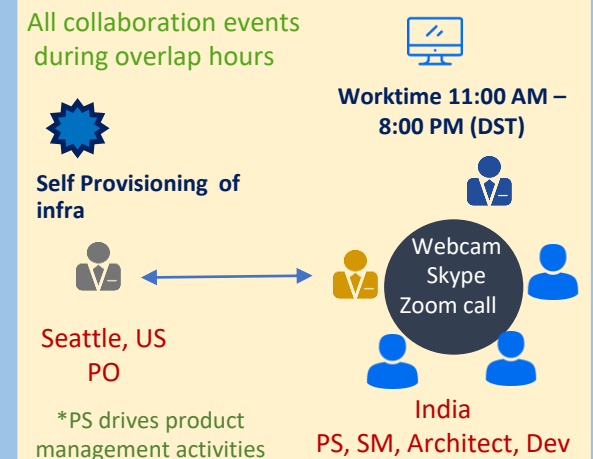 All collaboration events
during overlap hours
Worktime 11:00 AM –
8:00 PM (DST)
Self Provisioning of
infra
Webcam
Skype
Zoom call
Seattle, US
PO
*PS drives product
management activities
India
PS, SM, Architect, Dev